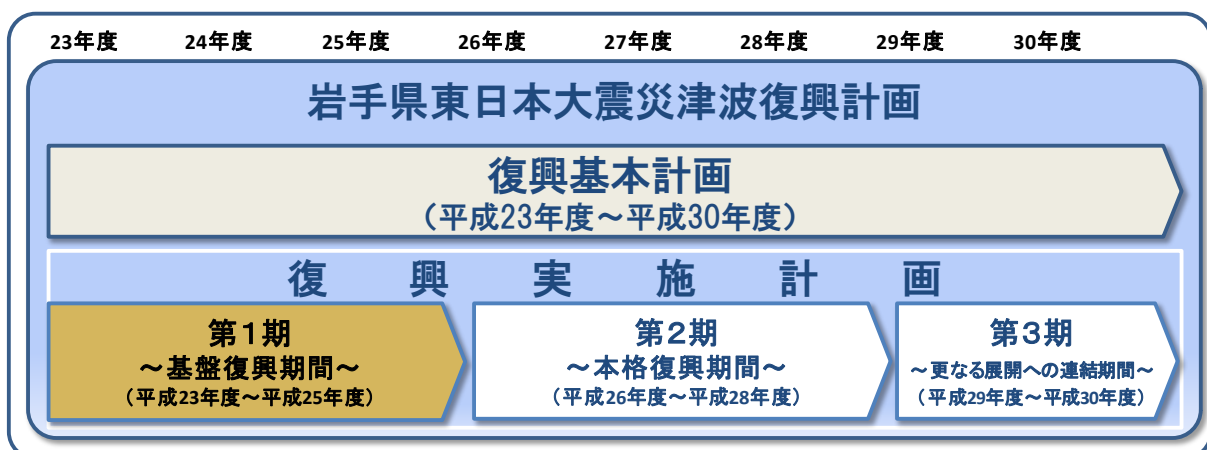 23年度 24年度 25年度 26年度 27年度 28年度 29年度 30年度
岩手県東日本大震災津波復興計画
復興基本計画
（平成23年度～平成30年度）
復興実施計画
第１期
～基盤復興期間～
（平成23年度～平成25年度）
第２期
～本格復興期間～
（平成26年度～平成28年度）
第３期
～更なる展開への連結期間～
（平成29年度～平成30年度）